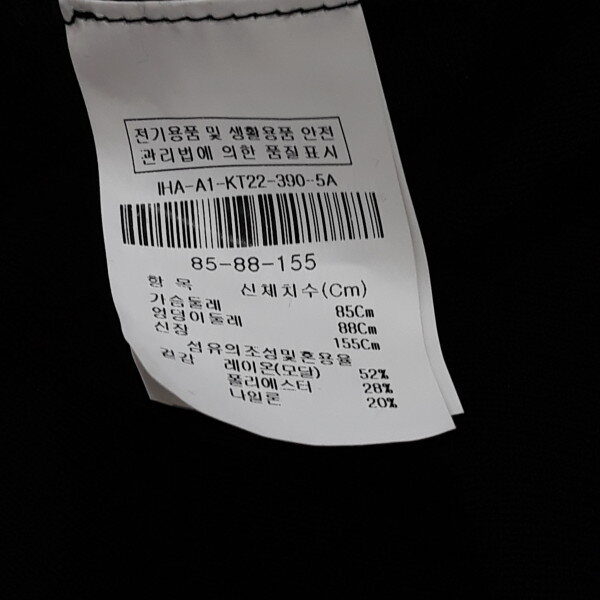 전기용품 및 생활용품 안전
관리법에 의한 품질표시
IHA-A1-KT22-390-5A
85-88-155
항 목 신체치수(Cm)
가슴둘레 85Cm
엉덩이둘레 88Cm
신장 155Cm
섬유의조성및혼용율
겉감 레이온(모달) 52%
폴리에스터 28%
나일론 20%